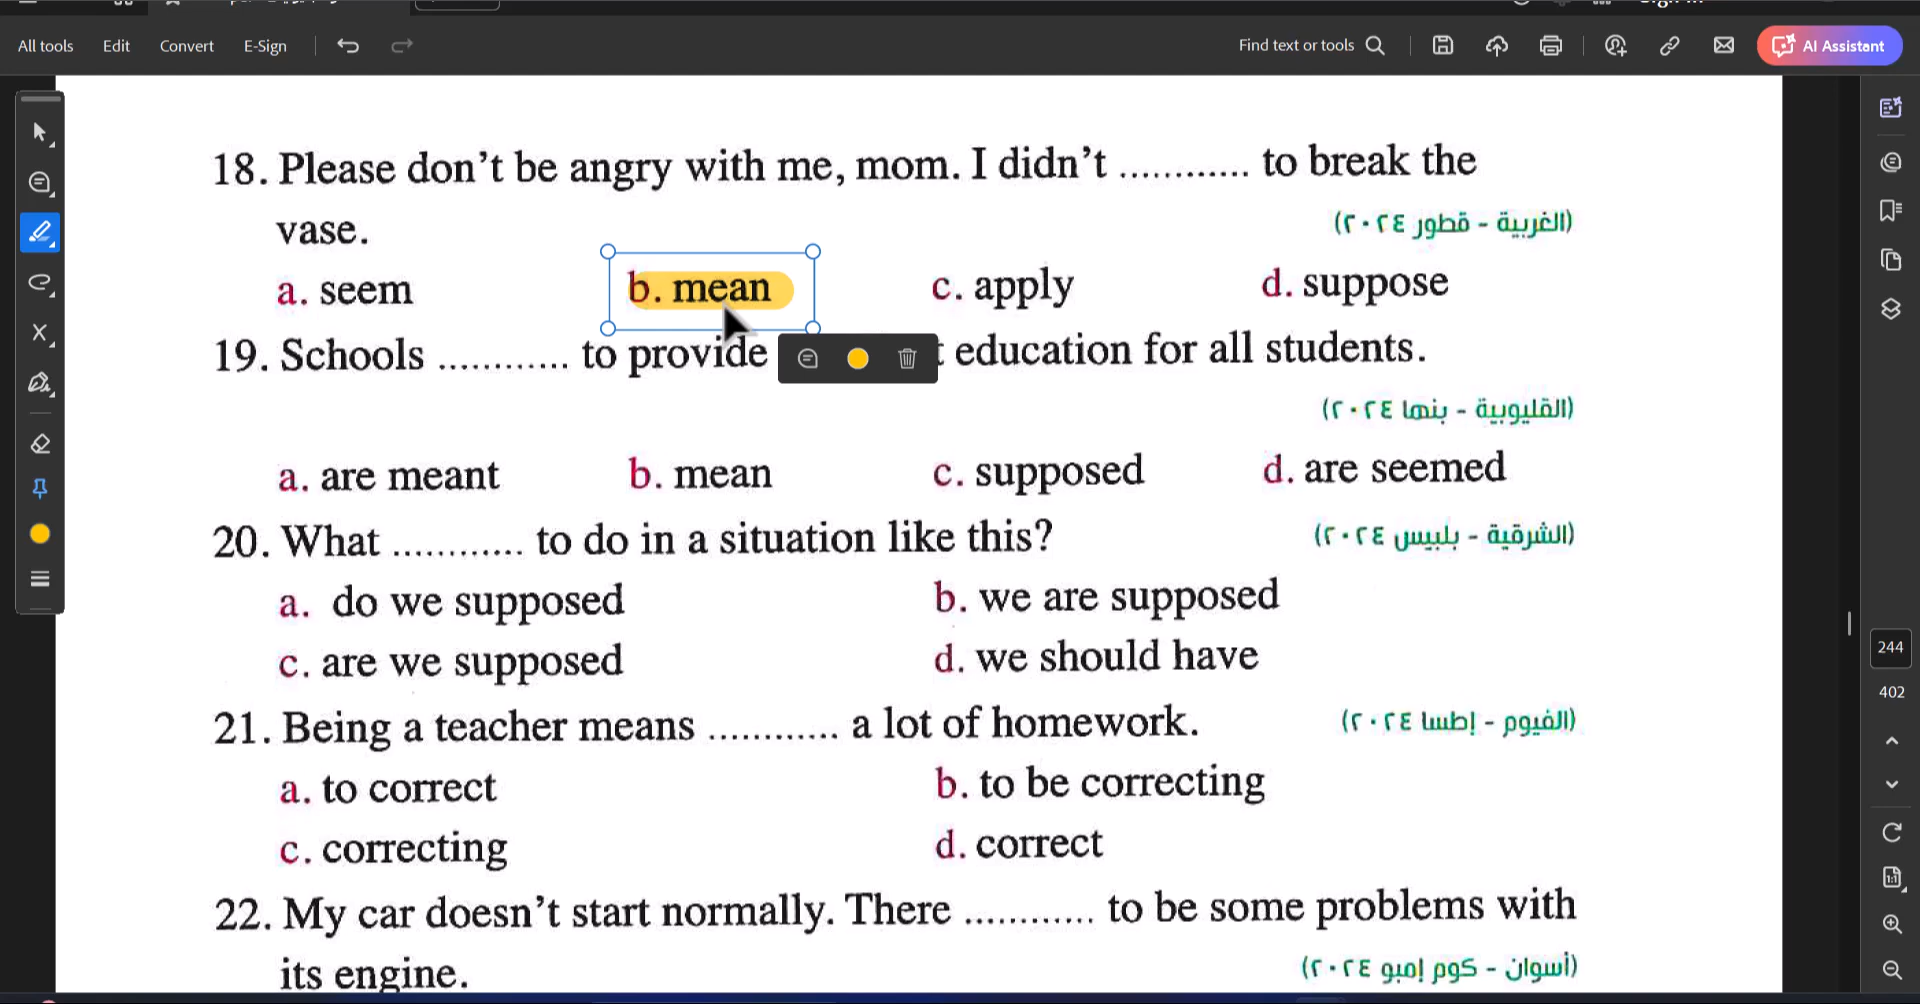 All tools Edit Convert E-Sign Find text or tools AI Assistant
18. Please don't be angry with me, mom. I didn't ............ to break the
vase. (الغربية - قطور ٢٠٢٤)
a. seem b. mean c. apply d. suppose
19. Schools ............ to provide education for all students.
(القليوبية - بنها ٢٠٢٤)
a. are meant b. mean c. supposed d. are seemed
20. What ............ to do in a situation like this? (الشرقية - بلبيس ٢٠٢٤)
a. do we supposed b. we are supposed
c. are we supposed d. we should have
21. Being a teacher means ............ a lot of homework. (الفيوم - إطسا ٢٠٢٤)
a. to correct b. to be correcting
c. correcting d. correct
22. My car doesn't start normally. There ............ to be some problems with
its engine. (أسوان - كوم إمبو ٢٠٢٤)
244
402